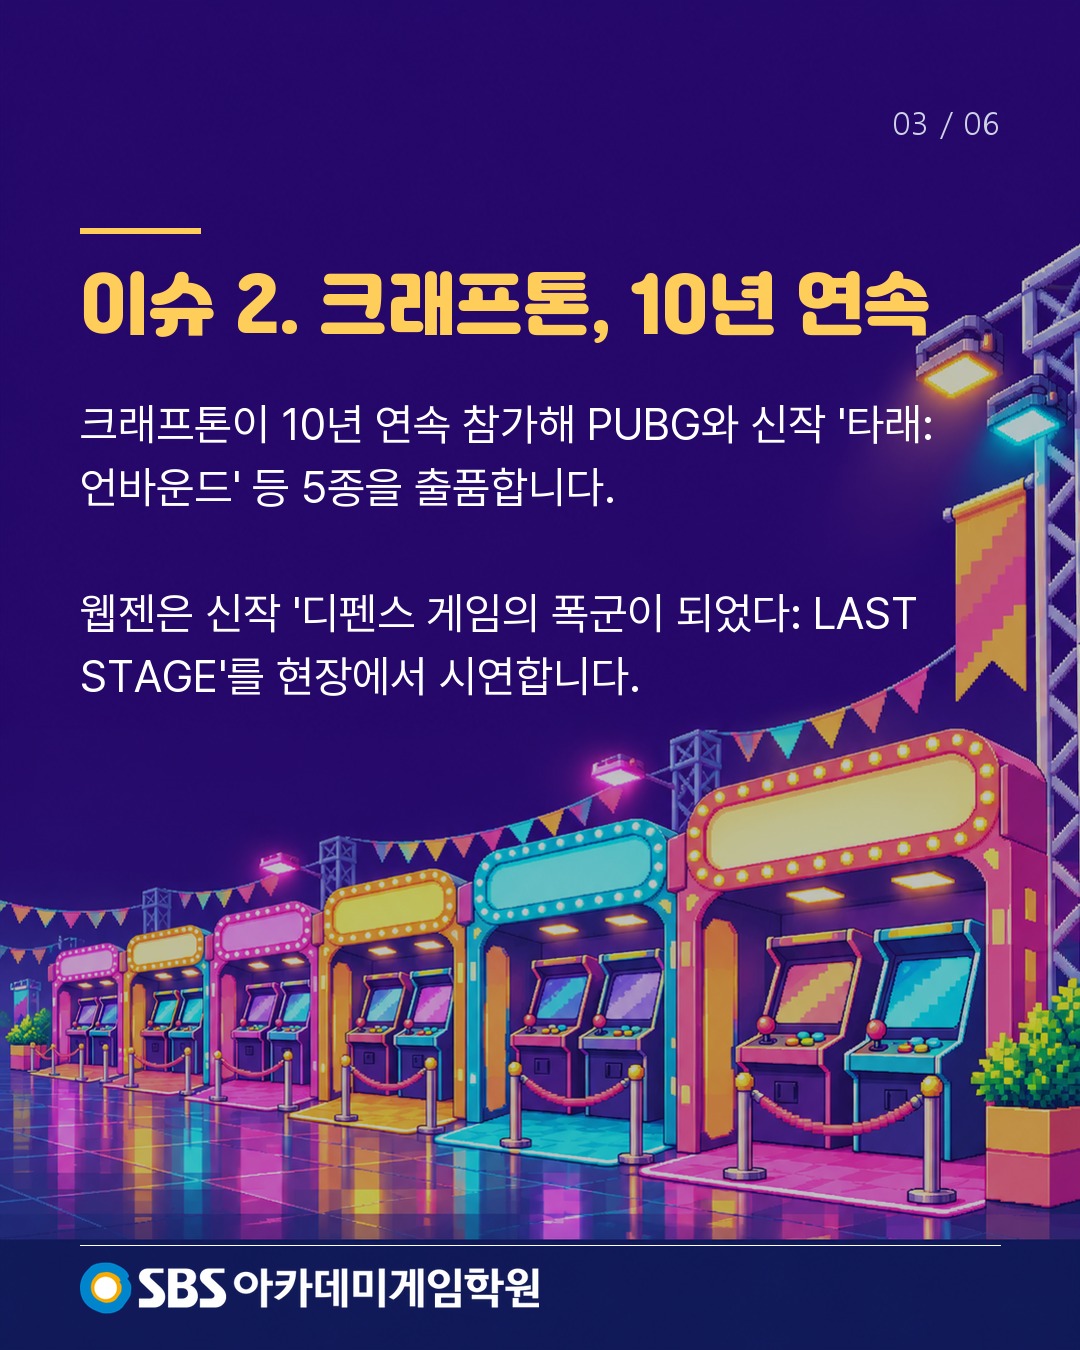 03 / 06
이슈 2. 크래프톤, 10년 연속
크래프톤이 10년 연속 참가해 PUBG와 신작 '타래:
언바운드' 등 5종을 출품합니다.
웹젠은 신작 '디펜스 게임의 폭군이 되었다: LAST
STAGE'를 현장에서 시연합니다.
SBS 아카데미게임학원